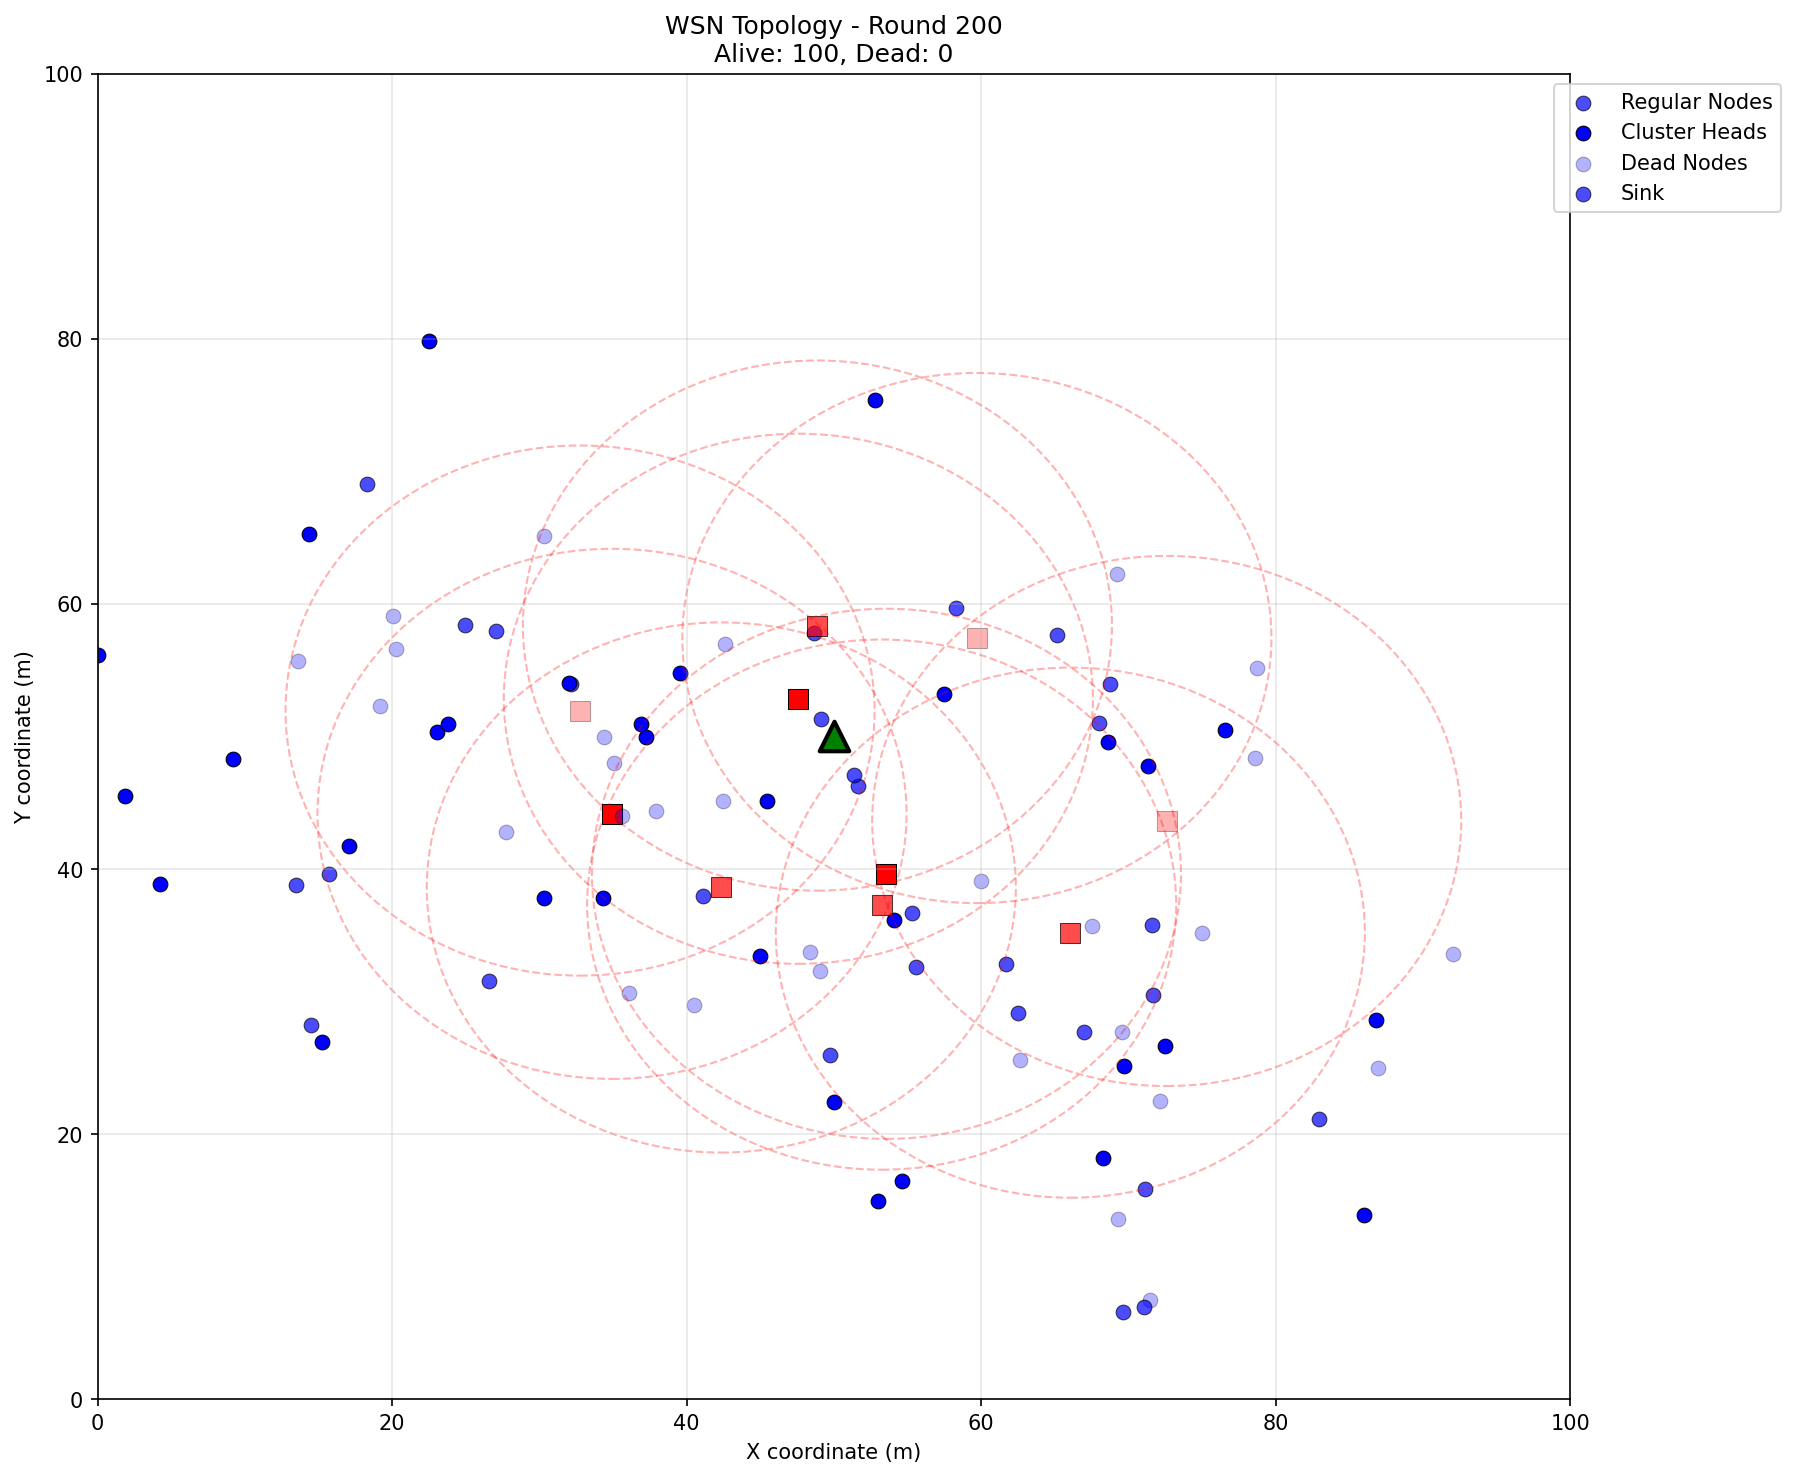 WSN Topology - Round 200
Alive: 100, Dead: 0
Regular Nodes
Cluster Heads
Dead Nodes
Sink
Y coordinate (m)
100
80
60
40
20
0
0 20 40 60 80 100
X coordinate (m)